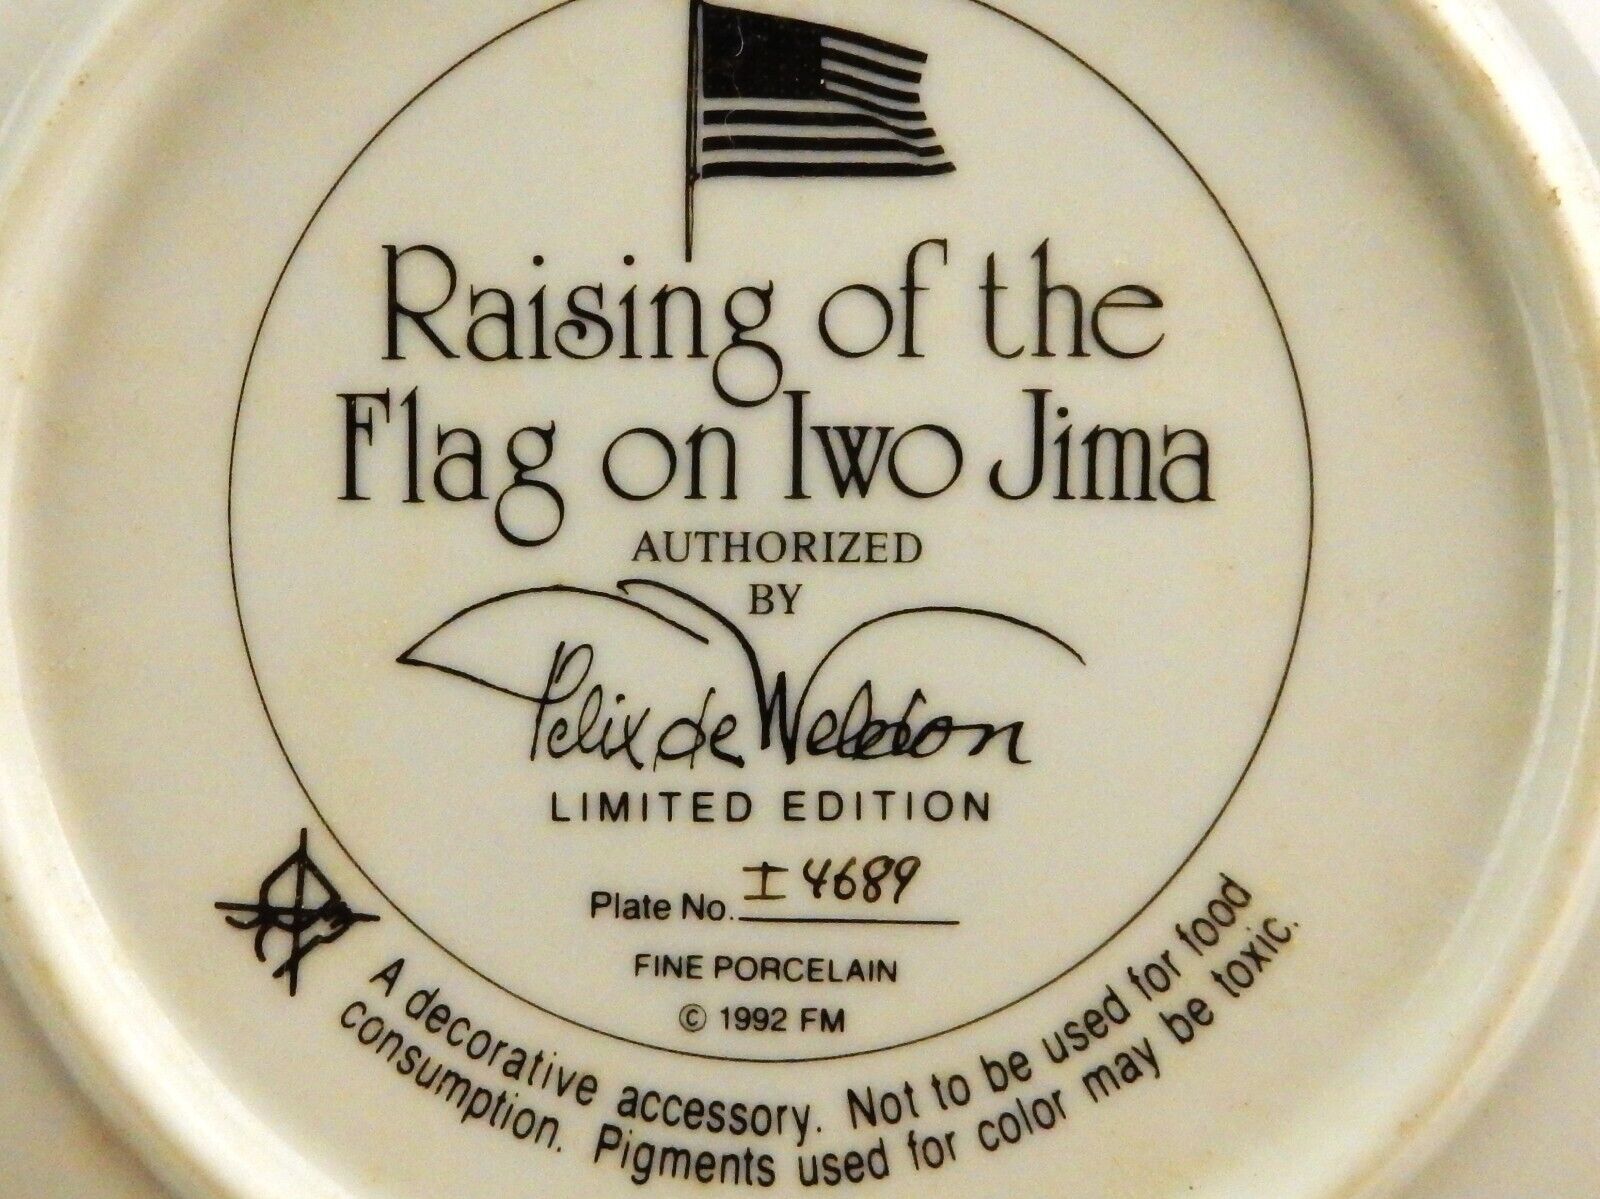 Raising of the
Flag on Iwo Jima
AUTHORIZED
BY
Felix de Weldon
LIMITED EDITION
Plate No. I 4689
FINE PORCELAIN
© 1992 FM
A decorative accessory. Not to be used for food
consumption. Pigments used for color may be toxic.